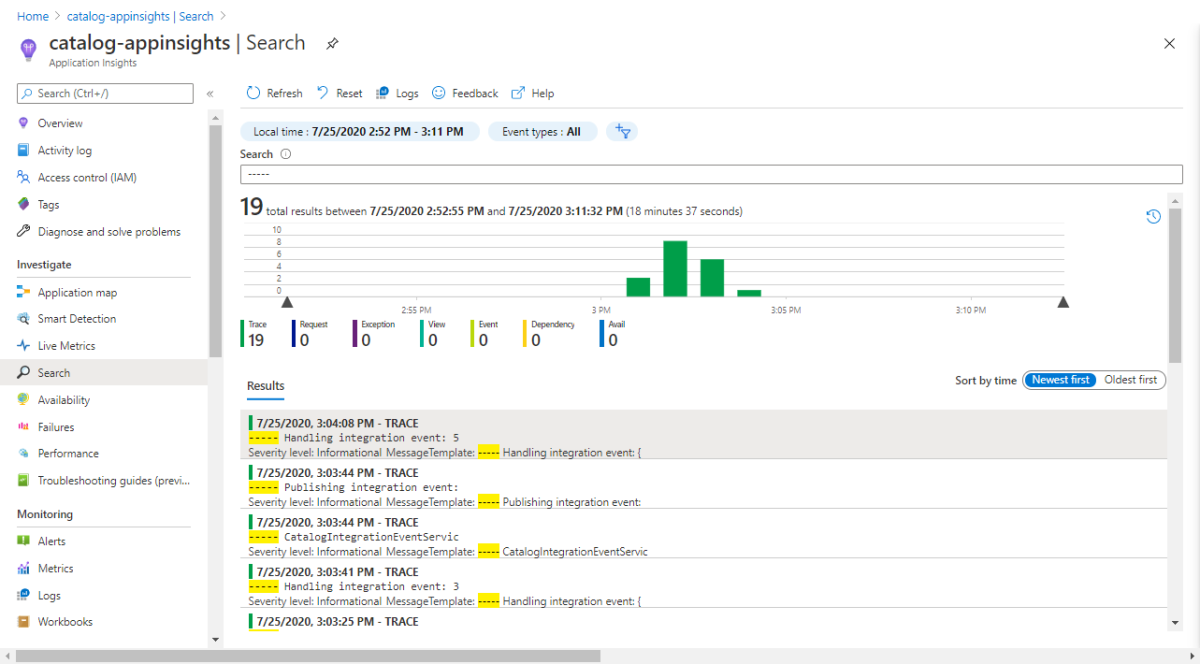 Home > catalog-appinsights | Search >
catalog-appinsights | Search
Application Insights
Search (Ctrl+/)
«
Overview
Activity log
Access control (IAM)
Tags
Diagnose and solve problems
Investigate
Application map
Smart Detection
Live Metrics
Search
Availability
Failures
Performance
Troubleshooting guides (previ...
Monitoring
Alerts
Metrics
Logs
Workbooks
Refresh Reset Logs Feedback Help
Local time : 7/25/2020 2:52 PM - 3:11 PM Event types : All
Search
-----
19 total results between 7/25/2020 2:52:55 PM and 7/25/2020 3:11:32 PM (18 minutes 37 seconds)
10
8
6
4
2
0
2:55 PM 3 PM 3:05 PM 3:10 PM
Trace Request Exception View Event Dependency Avail
19 0 0 0 0 0 0
Results
Sort by time Newest first Oldest first
7/25/2020, 3:04:08 PM - TRACE
----- Handling integration event: 5
Severity level: Informational MessageTemplate: ----- Handling integration event: {
7/25/2020, 3:03:44 PM - TRACE
----- Publishing integration event:
Severity level: Informational MessageTemplate: ----- Publishing integration event:
7/25/2020, 3:03:44 PM - TRACE
----- CatalogIntegrationEventServic
Severity level: Informational MessageTemplate: ----- CatalogIntegrationEventServic
7/25/2020, 3:03:41 PM - TRACE
----- Handling integration event: 3
Severity level: Informational MessageTemplate: ----- Handling integration event: {
7/25/2020, 3:03:25 PM - TRACE